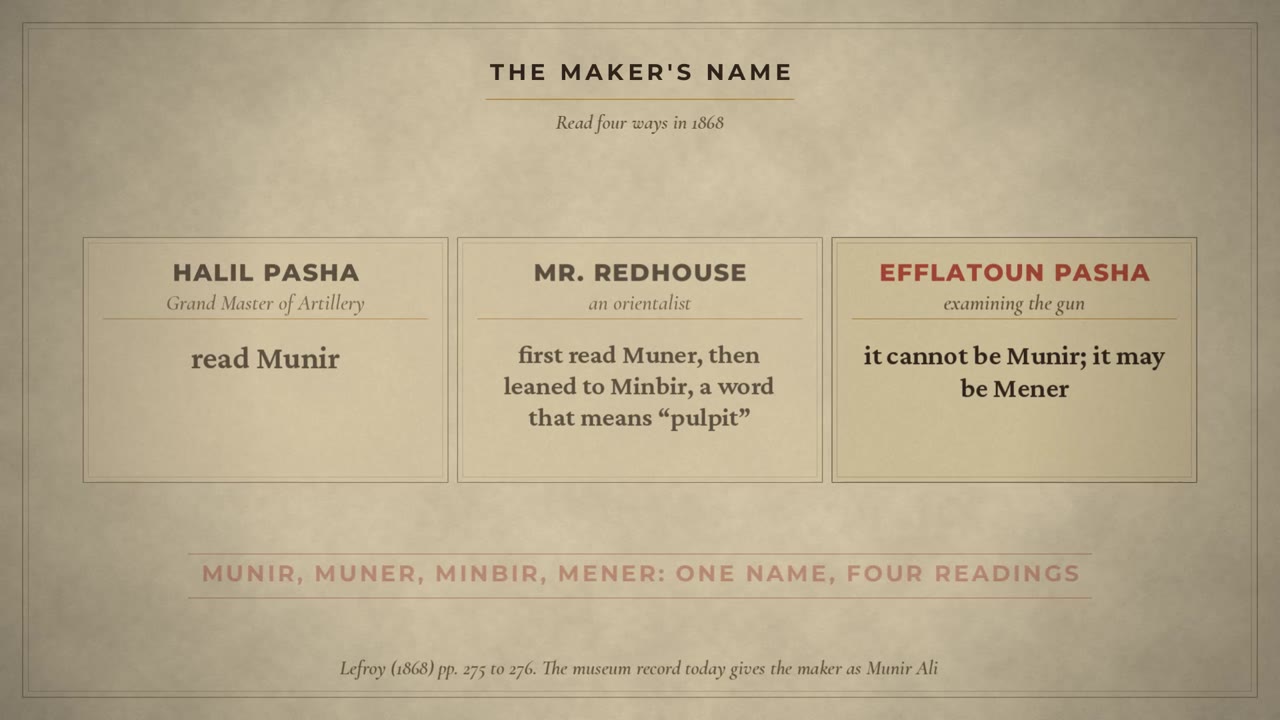 THE MAKER'S NAME
Read four ways in 1868
HALIL PASHA
Grand Master of Artillery
read Munir
MR. REDHOUSE
an orientalist
first read Muner, then
leaned to Minbir, a word
that means “pulpit”
EFFLATOUN PASHA
examining the gun
it cannot be Munir; it may
be Mener
MUNIR, MUNER, MINBIR, MENER: ONE NAME, FOUR READINGS
Lefroy (1868) pp. 275 to 276. The museum record today gives the maker as Munir Ali